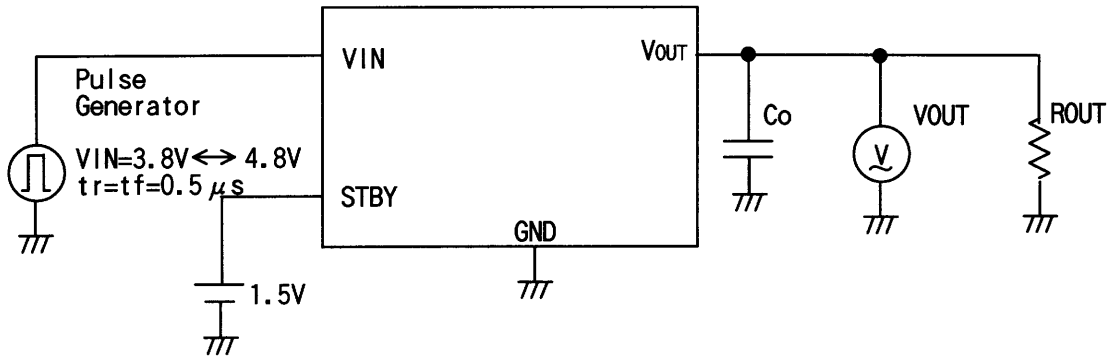 VIN
VOUT
Pulse
Generator
VIN=3.8V↔4.8V
tr=tf=0.5μs
STBY
GND
1.5V
Co
VOUT
V
ROUT